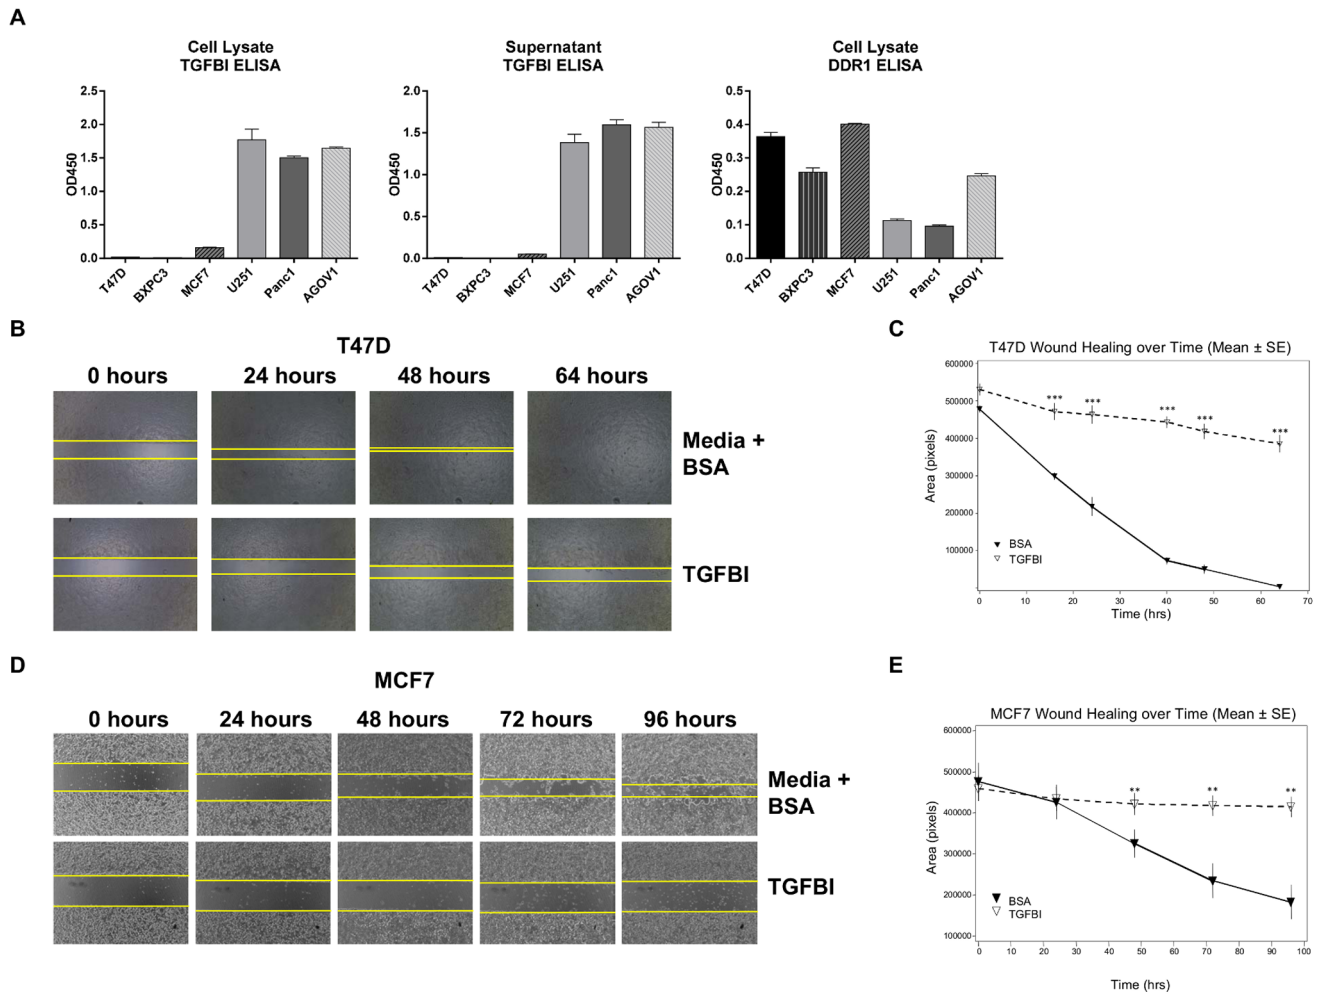 A
Cell Lysate
TGFBI ELISA
Supernatant
TGFBI ELISA
Cell Lysate
DDR1 ELISA
OD450
2.5
2.0
1.5
1.0
0.5
0.0
T47D
BXPC3
MCF7
U251
Panc1
AGOV1
OD450
2.0
1.5
1.0
0.5
0.0
T47D
BXPC3
MCF7
U251
Panc1
AGOV1
OD450
0.5
0.4
0.3
0.2
0.1
0.0
T47D
BXPC3
MCF7
U251
Panc1
AGOV1
B
T47D
0 hours
24 hours
48 hours
64 hours
Media +
BSA
TGFBI
C
T47D Wound Healing over Time (Mean ± SE)
Area (pixels)
600000
500000
400000
300000
200000
100000
***
***
***
***
***
BSA
TGFBI
0
10
20
30
40
50
60
70
Time (hrs)
D
MCF7
0 hours
24 hours
48 hours
72 hours
96 hours
Media +
BSA
TGFBI
E
MCF7 Wound Healing over Time (Mean ± SE)
Area (pixels)
600000
500000
400000
300000
200000
100000
**
**
**
BSA
TGFBI
0
10
20
30
40
50
60
70
80
90
100
Time (hrs)